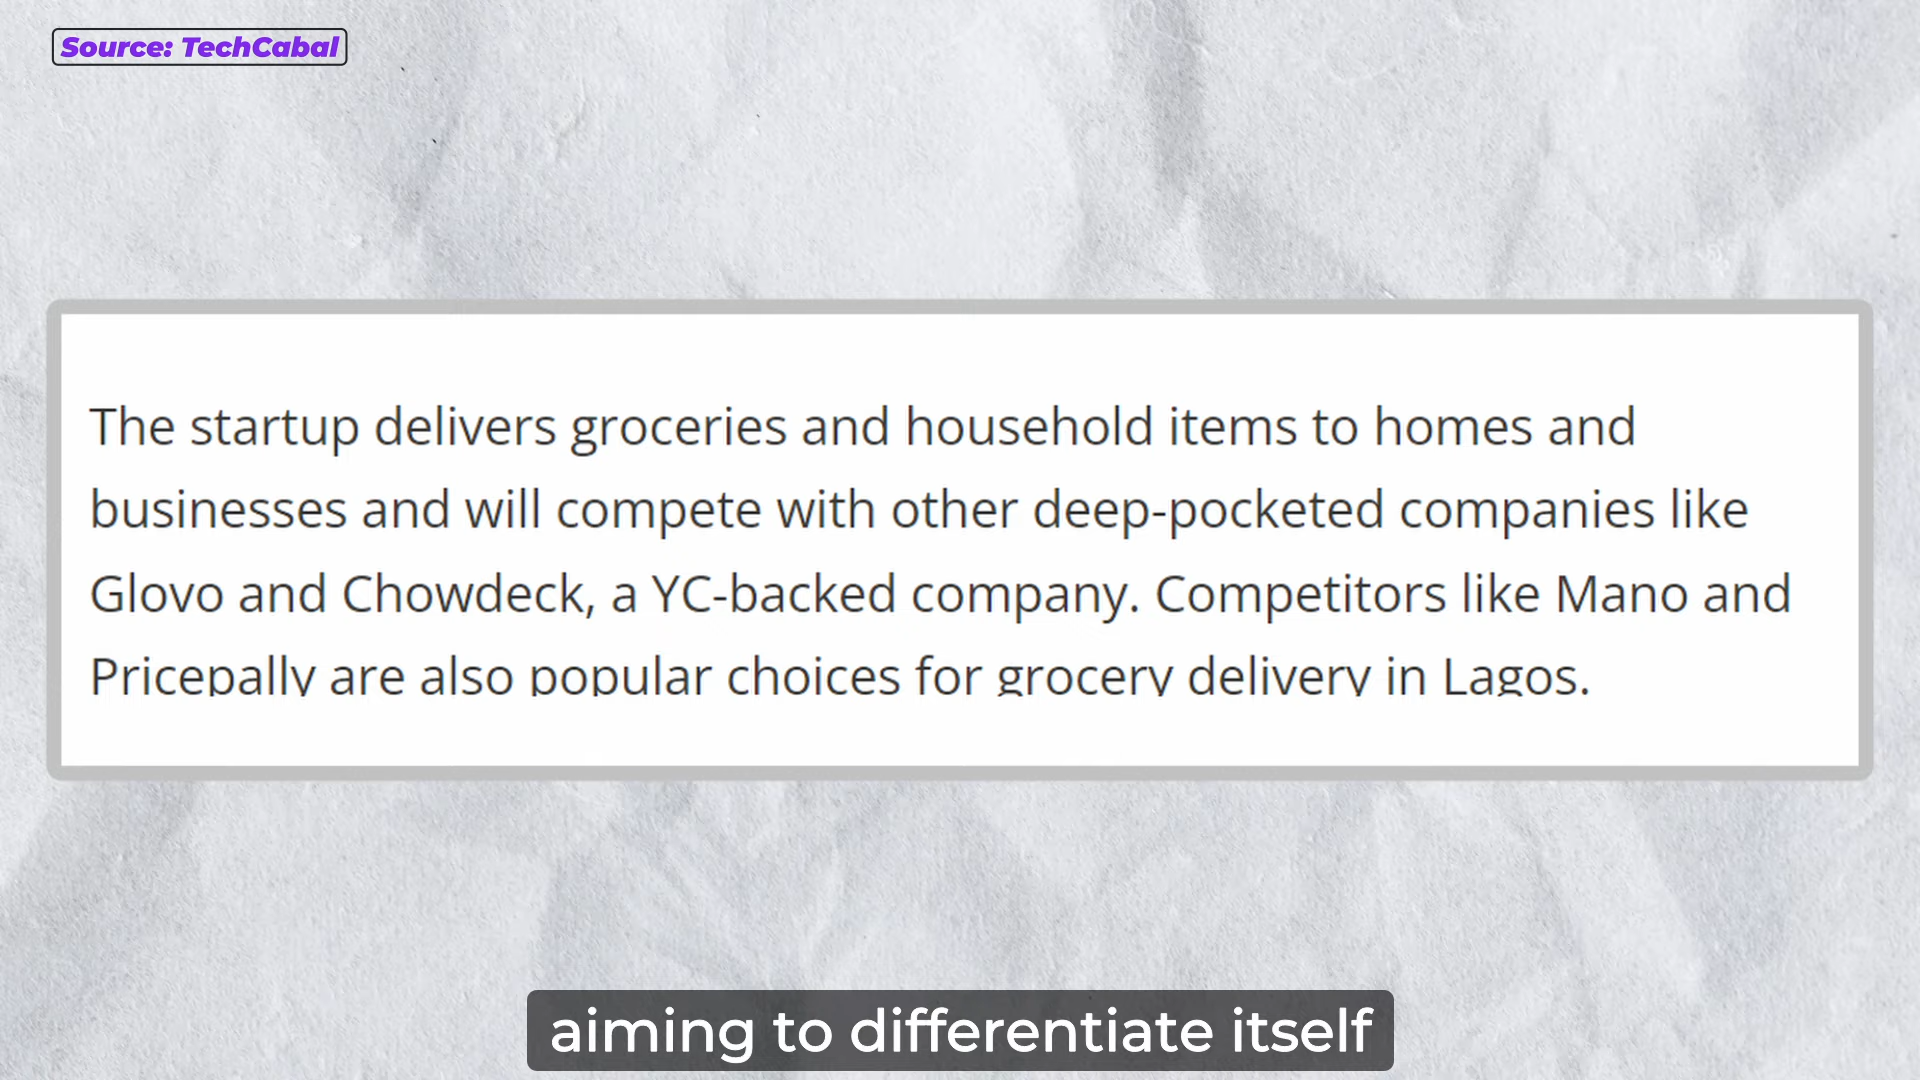 Source: TechCabal
The startup delivers groceries and household items to homes and
businesses and will compete with other deep-pocketed companies like
Glovo and Chowdeck, a YC-backed company. Competitors like Mano and
Pricepally are also popular choices for grocery delivery in Lagos.
aiming to differentiate itself